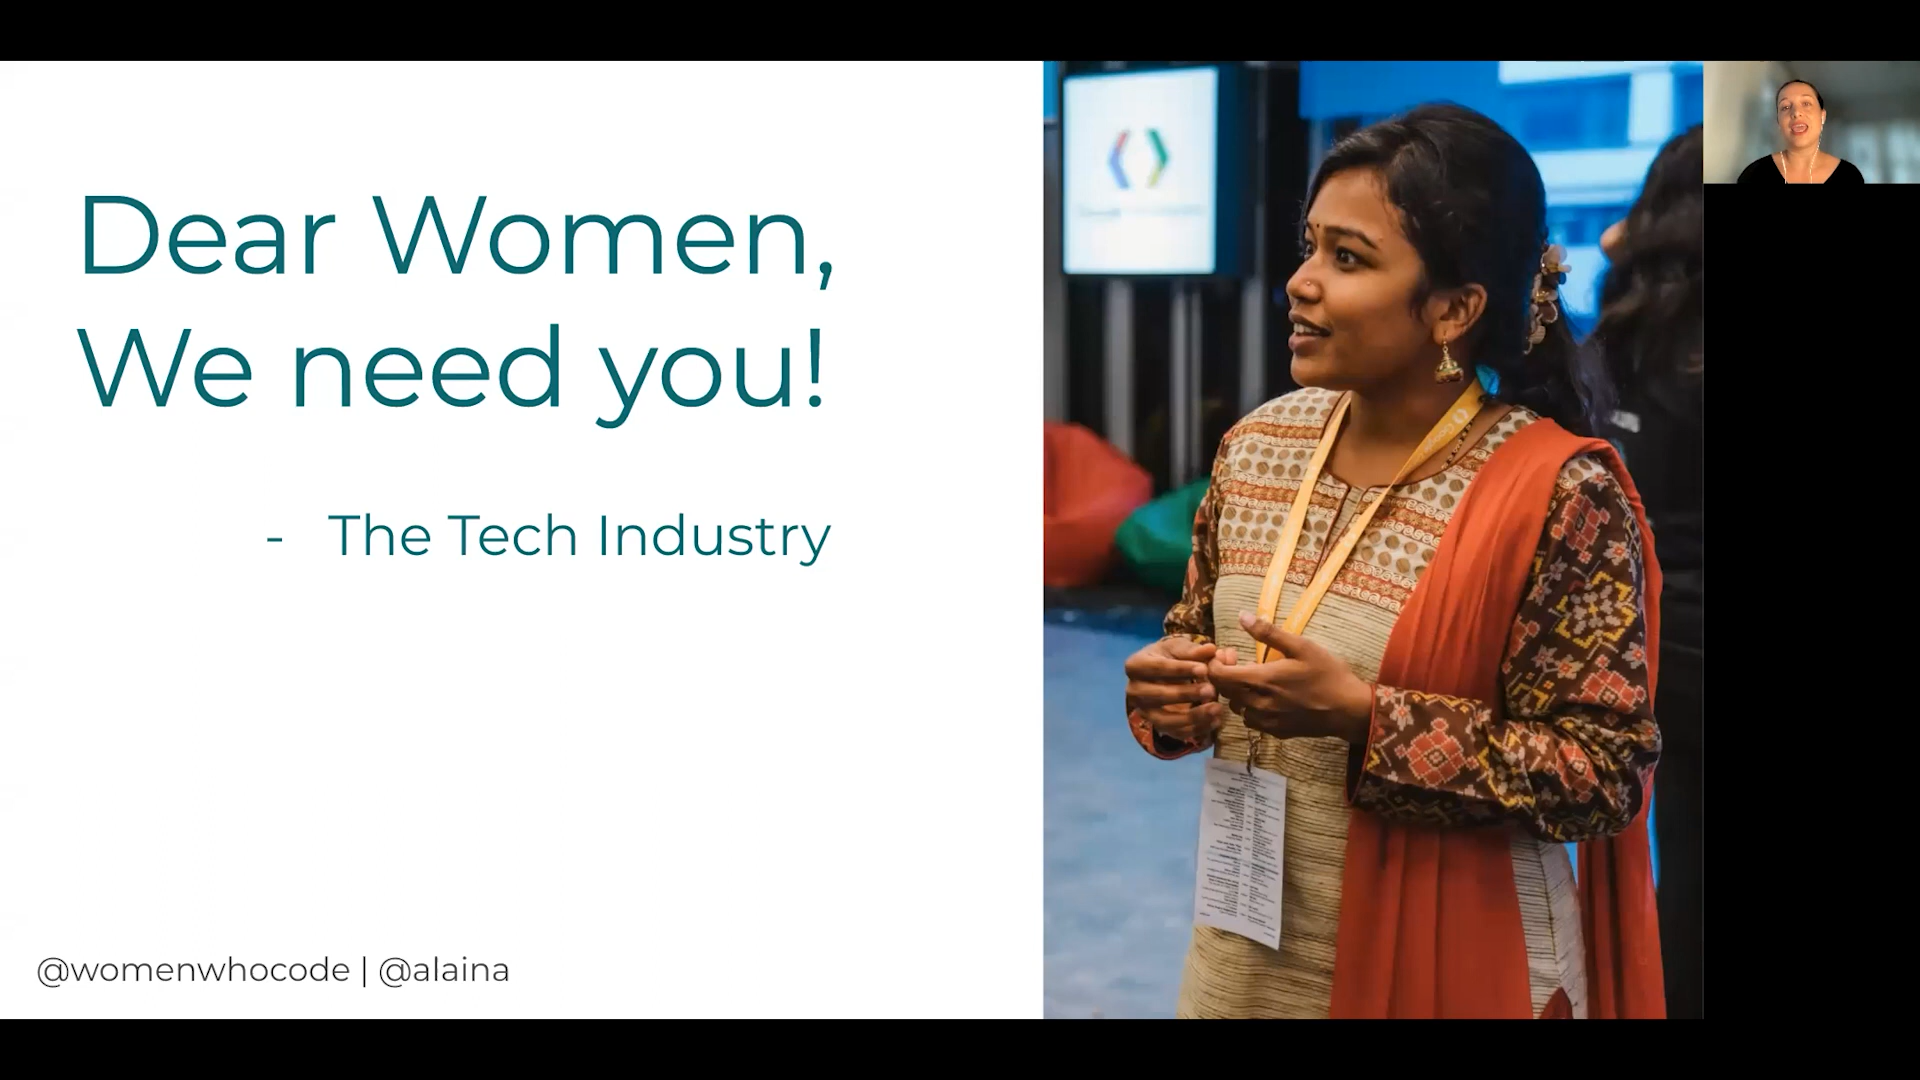 Dear Women,
We need you!
- The Tech Industry
@womenwhocode | @alaina